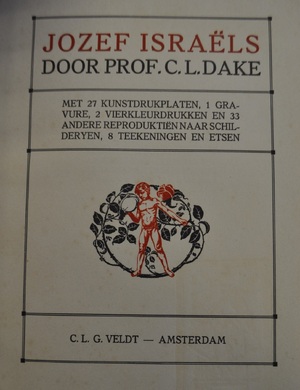 JOZEF ISRAËLS
DOOR PROF. C. L. DAKE
MET 27 KUNSTDRUKPLATEN, 1 GRA-
VURE, 2 VIERKLEURDRUKKEN EN 33
ANDERE REPRODUKTIEN NAAR SCHIL-
DERYEN, 8 TEEKENINGEN EN ETSEN
C. L. G. VELDT — AMSTERDAM